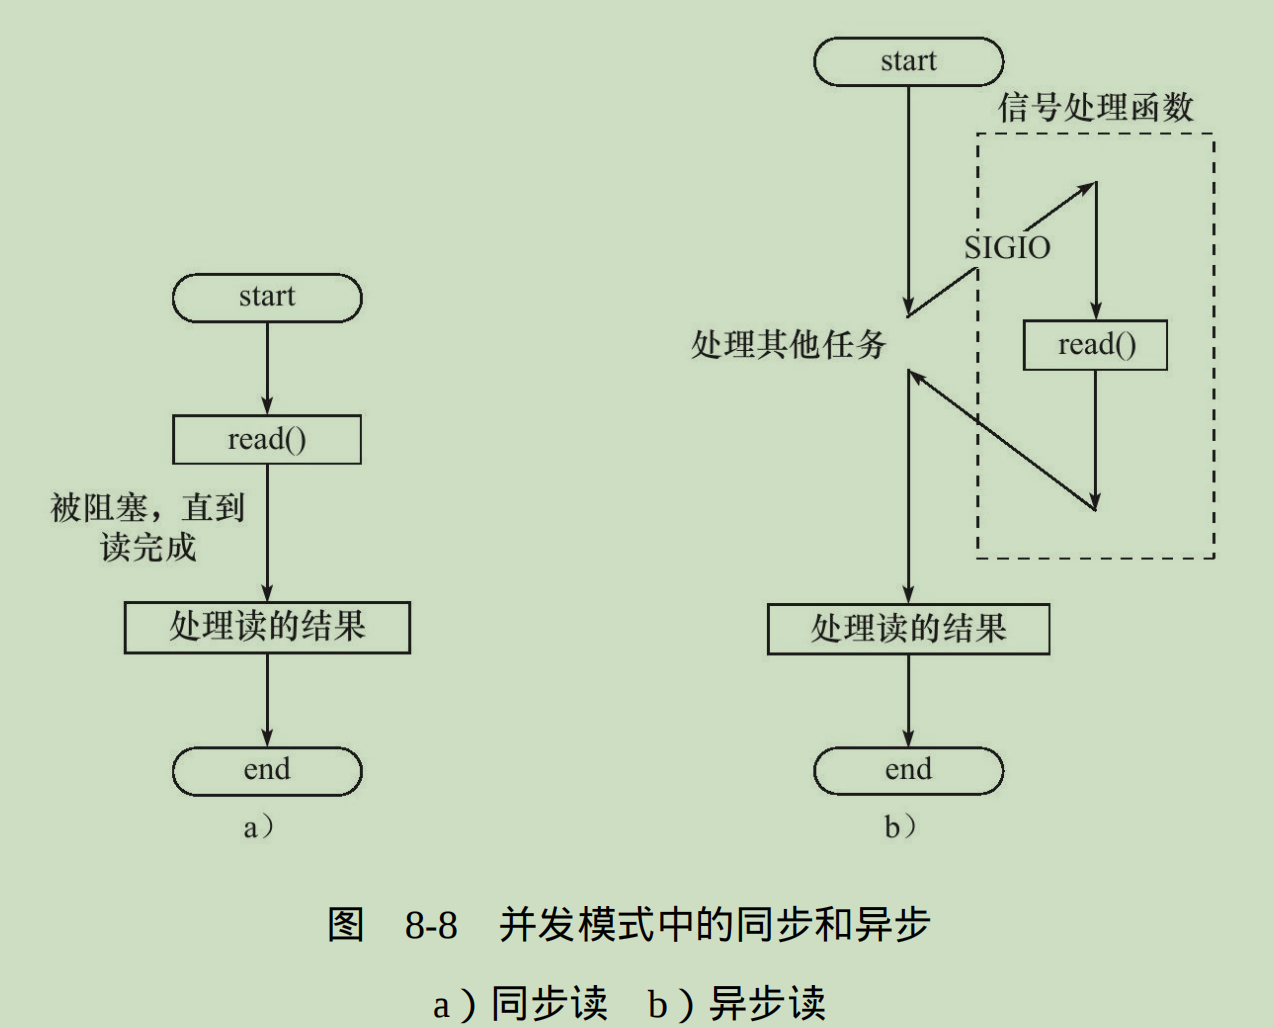 start
read()
被阻塞，直到
读完成
处理读的结果
end
a）
start
信号处理函数
SIGIO
处理其他任务
read()
处理读的结果
end
b）
图 8-8 并发模式中的同步和异步
a）同步读 b）异步读